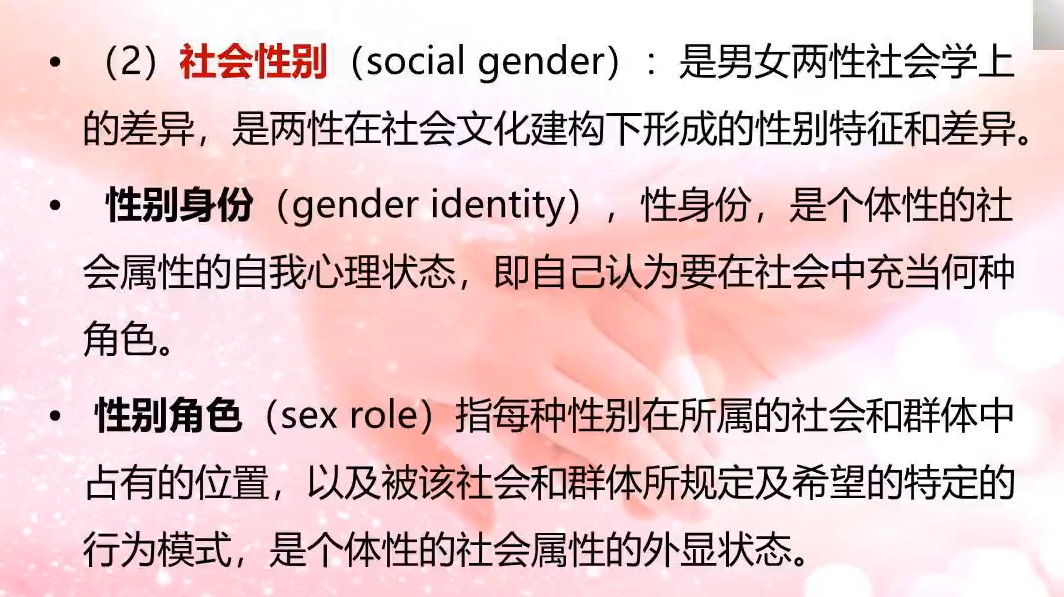 • （2）社会性别（social gender）：是男女两性社会学上
的差异，是两性在社会文化建构下形成的性别特征和差异。
• 性别身份（gender identity），性身份，是个体性的社
会属性的自我心理状态，即自己认为要在社会中充当何种
角色。
• 性别角色（sex role）指每种性别在所属的社会和群体中
占有的位置，以及被该社会和群体所规定及希望的特定的
行为模式，是个体性的社会属性的外显状态。